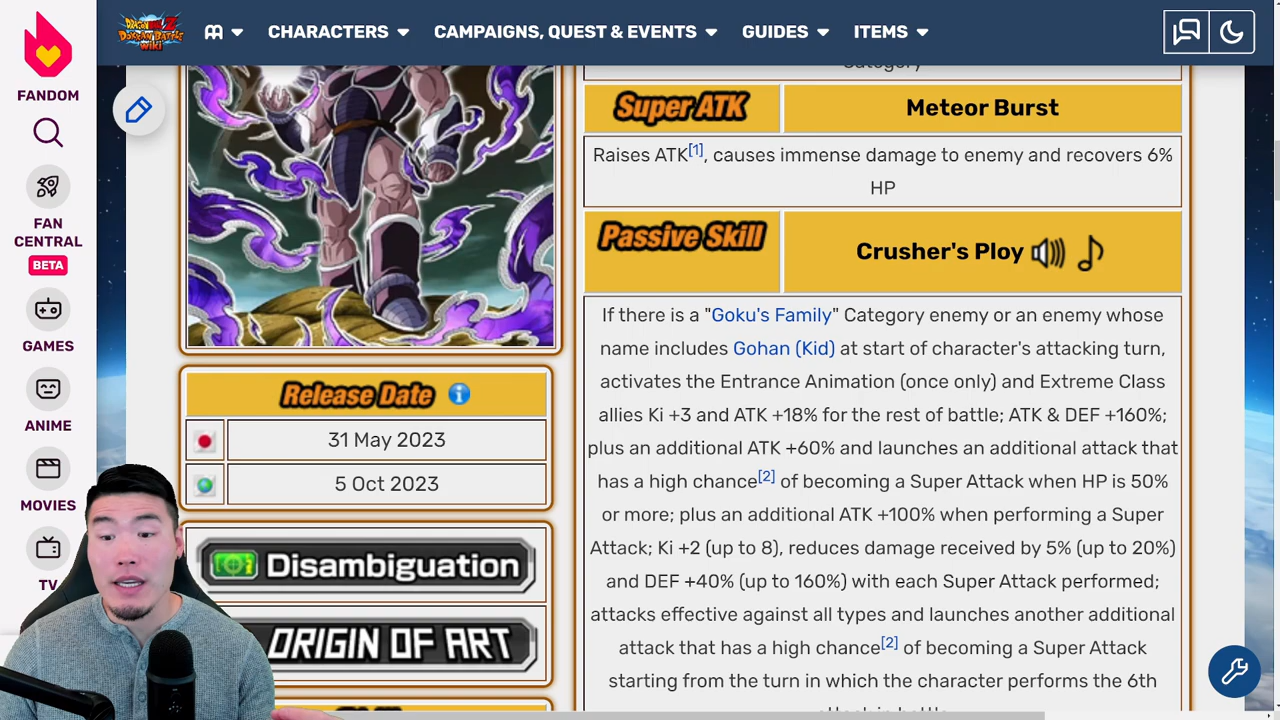 DRAGON BALL Z
DOKKAN BATTLE
WIKI
CHARACTERS
CAMPAIGNS, QUEST & EVENTS
GUIDES
ITEMS
FANDOM
FAN
CENTRAL
BETA
GAMES
ANIME
MOVIES
TV
Category
Super ATK
Meteor Burst
Raises ATK[1], causes immense damage to enemy and recovers 6%
HP
Passive Skill
Crusher's Ploy
If there is a "Goku's Family" Category enemy or an enemy whose
name includes Gohan (Kid) at start of character's attacking turn,
activates the Entrance Animation (once only) and Extreme Class
allies Ki +3 and ATK +18% for the rest of battle; ATK & DEF +160%;
plus an additional ATK +60% and launches an additional attack that
has a high chance[2] of becoming a Super Attack when HP is 50%
or more; plus an additional ATK +100% when performing a Super
Attack; Ki +2 (up to 8), reduces damage received by 5% (up to 20%)
and DEF +40% (up to 160%) with each Super Attack performed;
attacks effective against all types and launches another additional
attack that has a high chance[2] of becoming a Super Attack
starting from the turn in which the character performs the 6th
attack in battle
Release Date
31 May 2023
5 Oct 2023
Disambiguation
ORIGIN OF ART